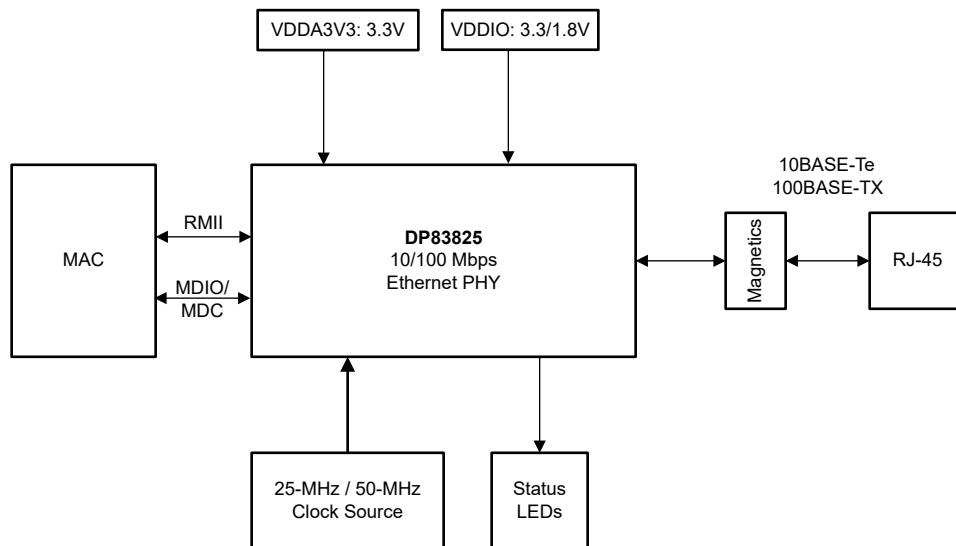 VDDA3V3: 3.3V
VDDIO: 3.3/1.8V
10BASE-Te
100BASE-TX
MAC
RMII
MDIO/
MDC
DP83825
10/100 Mbps
Ethernet PHY
Magnetics
RJ-45
25-MHz / 50-MHz
Clock Source
Status
LEDs